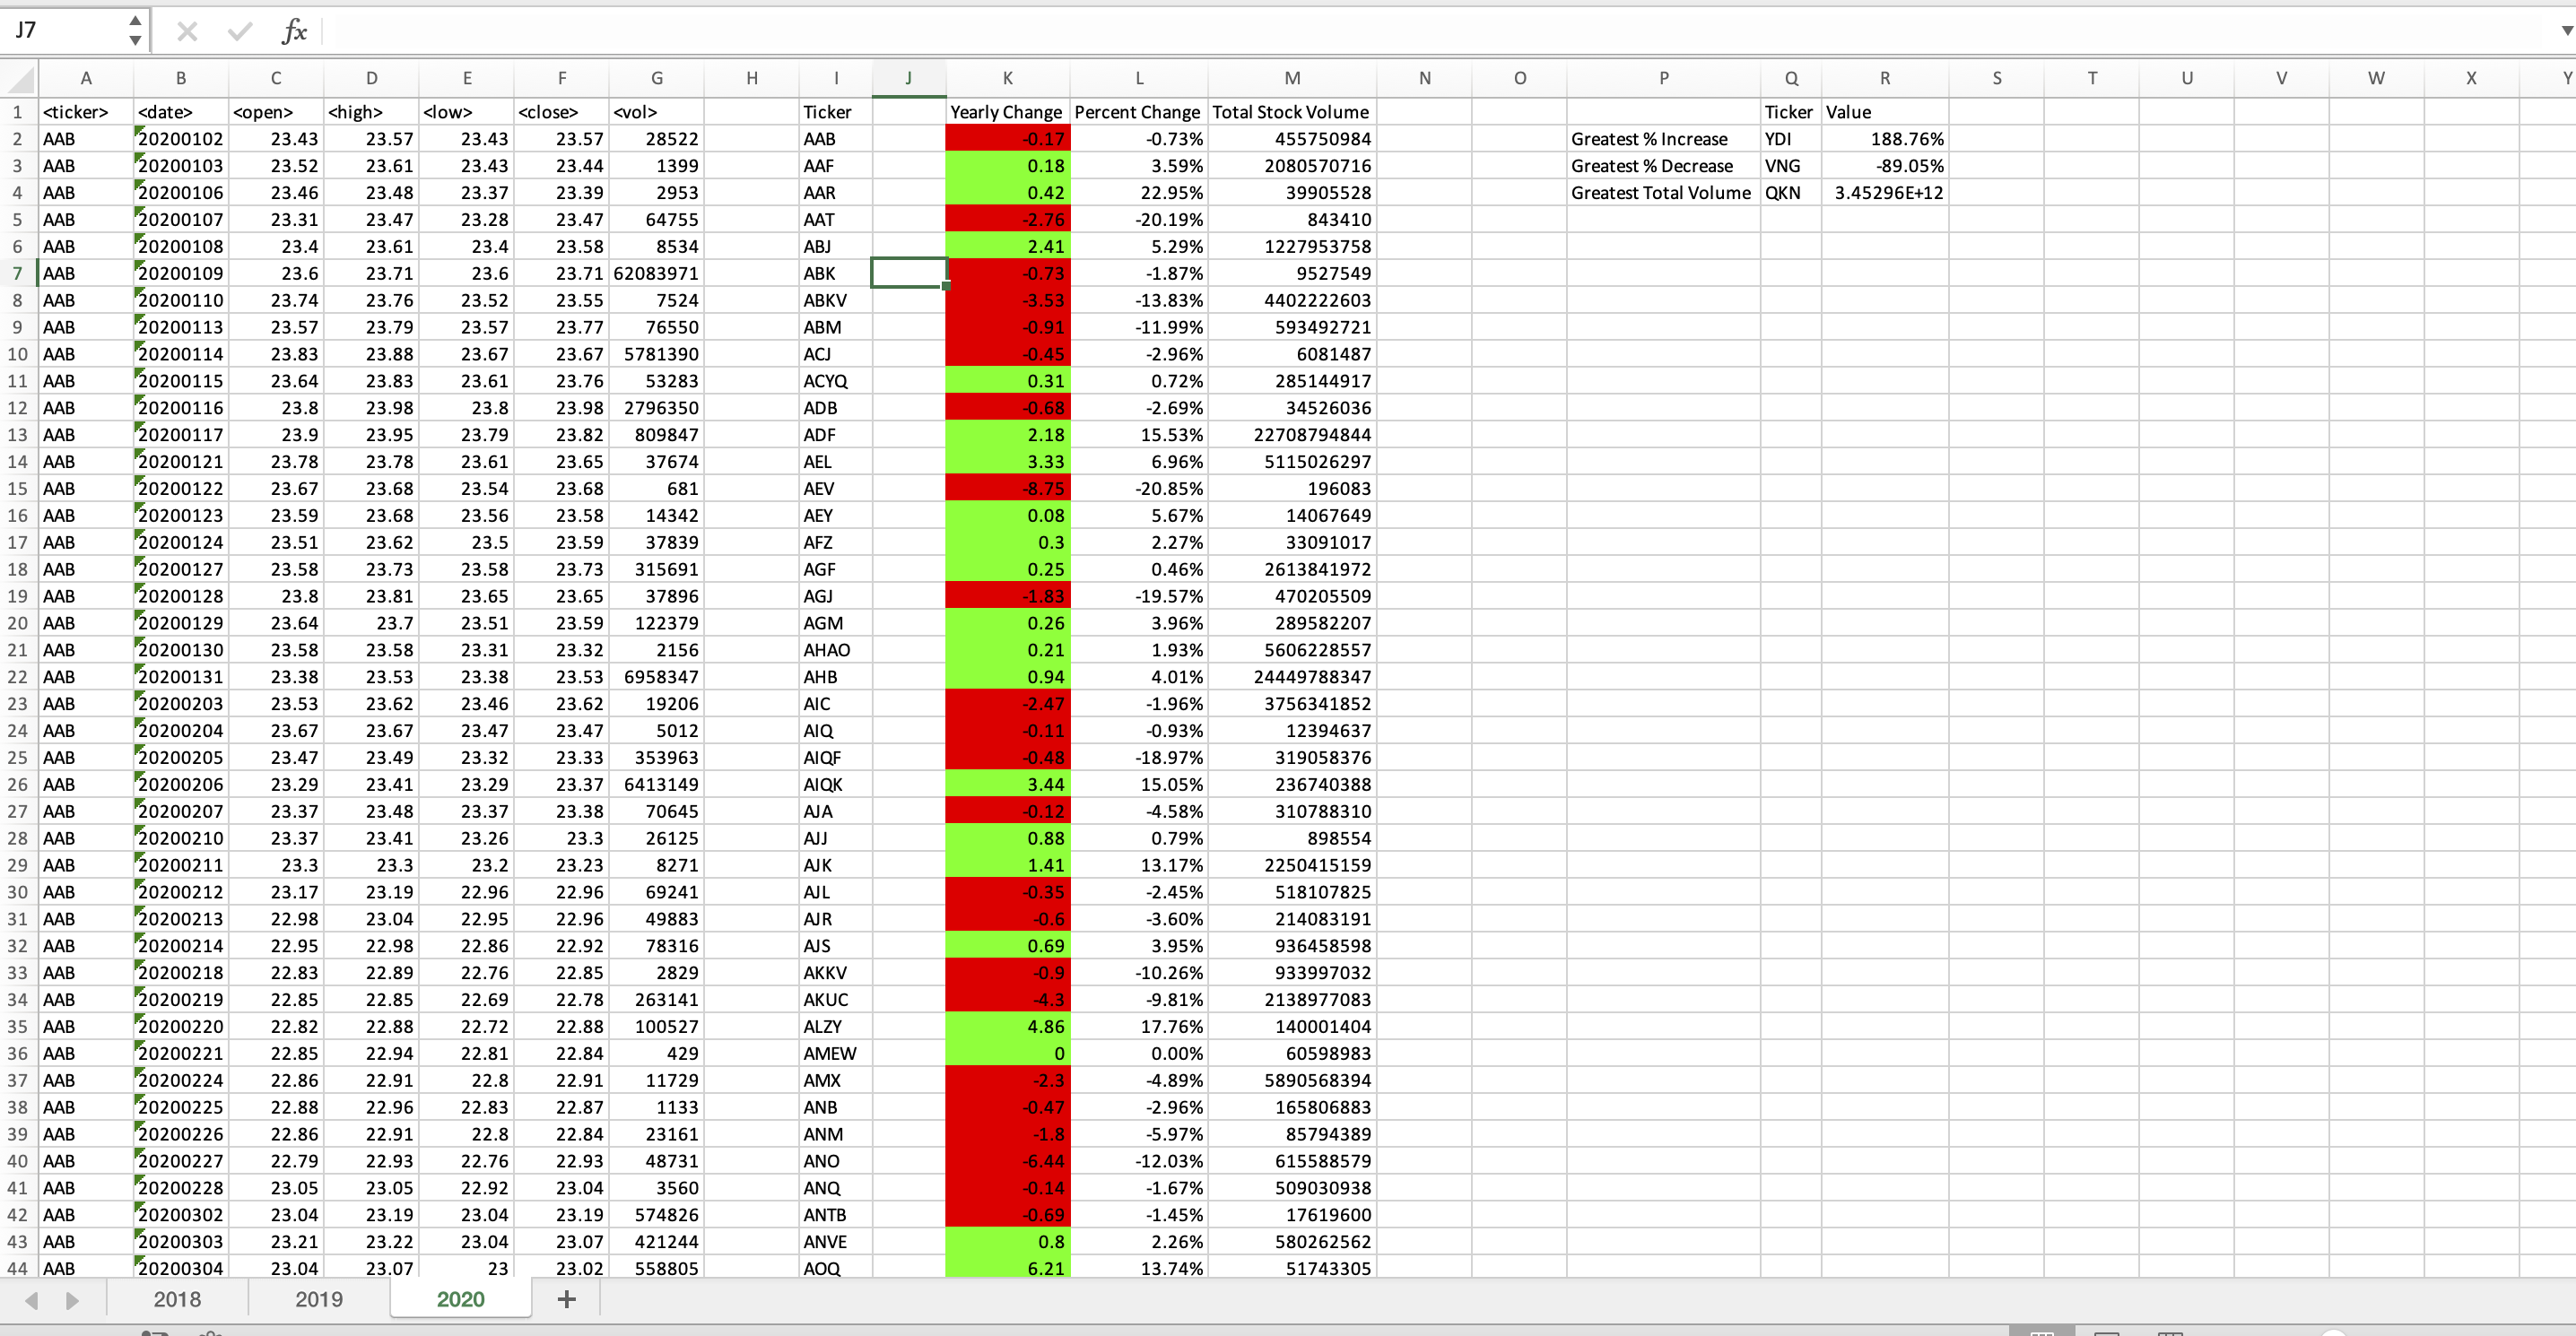 J7 fx
A B C D E F G H I J K L M N O P Q R S T U V W X Y
1 <ticker> <date> <open> <high> <low> <close> <vol> Ticker Yearly Change Percent Change Total Stock Volume Ticker Value
2 AAB 20200102 23.43 23.57 23.43 23.57 28522 AAB -0.17 -0.73% 455750984 Greatest % Increase YDI 188.76%
3 AAB 20200103 23.52 23.61 23.43 23.44 1399 AAF 0.18 3.59% 2080570716 Greatest % Decrease VNG -89.05%
4 AAB 20200106 23.46 23.48 23.37 23.39 2953 AAR 0.42 22.95% 39905528 Greatest Total Volume QKN 3.45296E+12
5 AAB 20200107 23.31 23.47 23.28 23.47 64755 AAT -2.76 -20.19% 843410
6 AAB 20200108 23.4 23.61 23.4 23.58 8534 ABJ 2.41 5.29% 1227953758
7 AAB 20200109 23.6 23.71 23.6 23.71 62083971 ABK -0.73 -1.87% 9527549
8 AAB 20200110 23.74 23.76 23.52 23.55 7524 ABKV -3.53 -13.83% 4402222603
9 AAB 20200113 23.57 23.79 23.57 23.77 76550 ABM -0.91 -11.99% 593492721
10 AAB 20200114 23.83 23.88 23.67 23.67 5781390 ACJ -0.45 -2.96% 6081487
11 AAB 20200115 23.64 23.83 23.61 23.76 53283 ACYQ 0.31 0.72% 285144917
12 AAB 20200116 23.8 23.98 23.8 23.98 2796350 ADB -0.68 -2.69% 34526036
13 AAB 20200117 23.9 23.95 23.79 23.82 809847 ADF 2.18 15.53% 22708794844
14 AAB 20200121 23.78 23.78 23.61 23.65 37674 AEL 3.33 6.96% 5115026297
15 AAB 20200122 23.67 23.68 23.54 23.68 681 AEV -8.75 -20.85% 196083
16 AAB 20200123 23.59 23.68 23.56 23.58 14342 AEY 0.08 5.67% 14067649
17 AAB 20200124 23.51 23.62 23.5 23.59 37839 AFZ 0.3 2.27% 33091017
18 AAB 20200127 23.58 23.73 23.58 23.73 315691 AGF 0.25 0.46% 2613841972
19 AAB 20200128 23.8 23.81 23.65 23.65 37896 AGJ -1.83 -19.57% 470205509
20 AAB 20200129 23.64 23.7 23.51 23.59 122379 AGM 0.26 3.96% 289582207
21 AAB 20200130 23.58 23.58 23.31 23.32 2156 AHAO 0.21 1.93% 5606228557
22 AAB 20200131 23.38 23.53 23.38 23.53 6958347 AHB 0.94 4.01% 24449788347
23 AAB 20200203 23.53 23.62 23.46 23.62 19206 AIC -2.47 -1.96% 3756341852
24 AAB 20200204 23.67 23.67 23.47 23.47 5012 AIQ -0.11 -0.93% 12394637
25 AAB 20200205 23.47 23.49 23.32 23.33 353963 AIQF -0.48 -18.97% 319058376
26 AAB 20200206 23.29 23.41 23.29 23.37 6413149 AIQK 3.44 15.05% 236740388
27 AAB 20200207 23.37 23.48 23.37 23.38 70645 AJA -0.12 -4.58% 310788310
28 AAB 20200210 23.37 23.41 23.26 23.3 26125 AJJ 0.88 0.79% 898554
29 AAB 20200211 23.3 23.3 23.2 23.23 8271 AJK 1.41 13.17% 2250415159
30 AAB 20200212 23.17 23.19 22.96 22.96 69241 AJL -0.35 -2.45% 518107825
31 AAB 20200213 22.98 23.04 22.95 22.96 49883 AJR -0.6 -3.60% 214083191
32 AAB 20200214 22.95 22.98 22.86 22.92 78316 AJS 0.69 3.95% 936458598
33 AAB 20200218 22.83 22.89 22.76 22.85 2829 AKKV -0.9 -10.26% 933997032
34 AAB 20200219 22.85 22.85 22.69 22.78 263141 AKUC -4.3 -9.81% 2138977083
35 AAB 20200220 22.82 22.88 22.72 22.88 100527 ALZY 4.86 17.76% 140001404
36 AAB 20200221 22.85 22.94 22.81 22.84 429 AMEW 0 0.00% 60598983
37 AAB 20200224 22.86 22.91 22.8 22.91 11729 AMX -2.3 -4.89% 5890568394
38 AAB 20200225 22.88 22.96 22.83 22.87 1133 ANB -0.47 -2.96% 165806883
39 AAB 20200226 22.86 22.91 22.8 22.84 23161 ANM -1.8 -5.97% 85794389
40 AAB 20200227 22.79 22.93 22.76 22.93 48731 ANO -6.44 -12.03% 615588579
41 AAB 20200228 23.05 23.05 22.92 23.04 3560 ANQ -0.14 -1.67% 509030938
42 AAB 20200302 23.04 23.19 23.04 23.19 574826 ANTB -0.69 -1.45% 17619600
43 AAB 20200303 23.21 23.22 23.04 23.07 421244 ANVE 0.8 2.26% 580262562
44 AAB 20200304 23.04 23.07 23 23.02 558805 AOQ 6.21 13.74% 51743305
2018 2019 2020 +